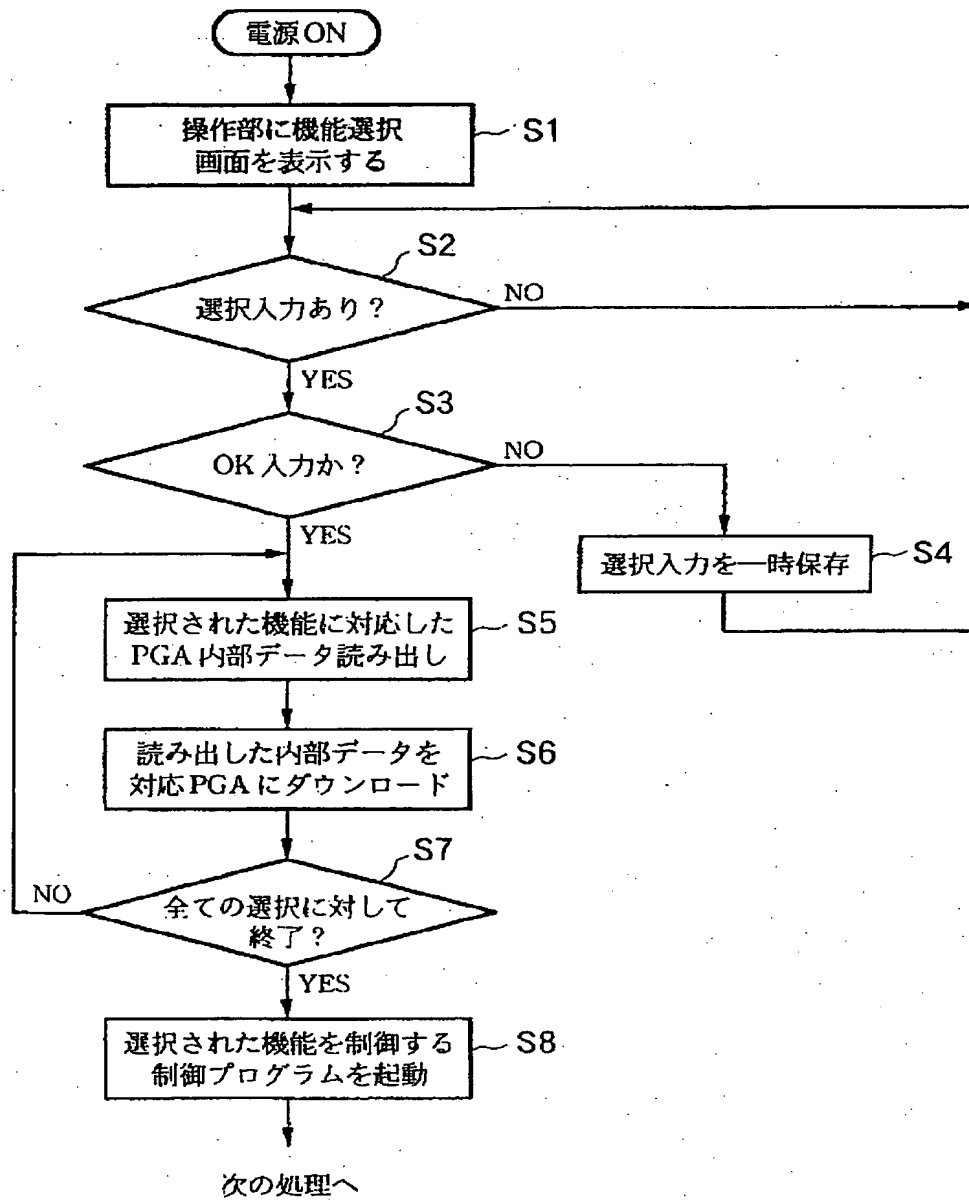 電源ON
操作部に機能選択
画面を表示する
S1
S2
選択入力あり?
NO
YES
S3
OK入力か?
NO
YES
選択入力を一時保存
S4
選択された機能に対応した
PGA内部データ読み出し
S5
読み出した内部データを
対応PGAにダウンロード
S6
S7
全ての選択に対して
終了?
NO
YES
選択された機能を制御する
制御プログラムを起動
S8
次の処理へ